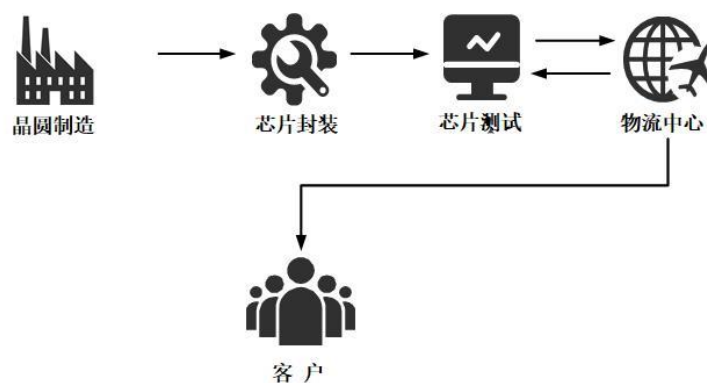 晶圆制造
芯片封装
芯片测试
物流中心
客 户